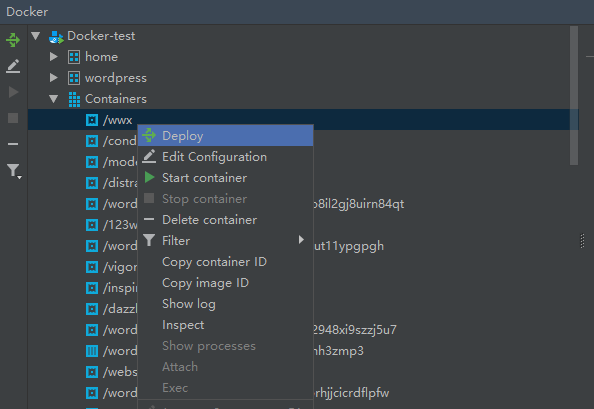 Docker
Docker-test
home
wordpress
Containers
/wwx
/cond
Deploy
/mode
Edit Configuration
/distra
Start container
/word
Stop container
o8il2gj8uirn84qt
/123w
Delete container
/word
Filter
ut11ypgpgh
/vigor
Copy container ID
/inspir
Copy image ID
/dazzl
Show log
/word
Inspect
2948xi9szzj5u7
/word
Show processes
nh3zmp3
/webs
Attach
/word
Exec
orhjjcicrdflpfw